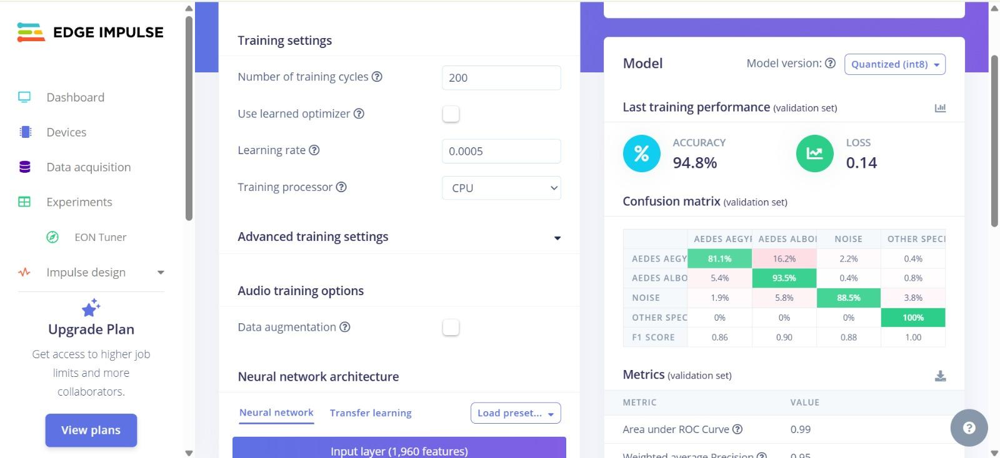 EDGE IMPULSE
Dashboard
Devices
Data acquisition
Experiments
EON Tuner
Impulse design
Upgrade Plan
Get access to higher job
limits and more
collaborators.
View plans
Training settings
Number of training cycles ?
200
Use learned optimizer ?
Learning rate ?
0.0005
Training processor ?
CPU
Advanced training settings
Audio training options
Data augmentation ?
Neural network architecture
Neural network Transfer learning Load preset...
Input layer (1,960 features)
Model Model version: ? Quantized (int8)
Last training performance (validation set)
% ACCURACY
94.8%
LOSS
0.14
Confusion matrix (validation set)
AEDES AEGYP AEDES ALBOI NOISE OTHER SPECI
AEDES AEGY 81.1% 16.2% 2.2% 0.4%
AEDES ALBO 5.4% 93.5% 0.4% 0.8%
NOISE 1.9% 5.8% 88.5% 3.8%
OTHER SPEC 0% 0% 0% 100%
F1 SCORE 0.86 0.90 0.88 1.00
Metrics (validation set)
METRIC VALUE
Area under ROC Curve ? 0.99
Weighted average Precision ? 0.95
?